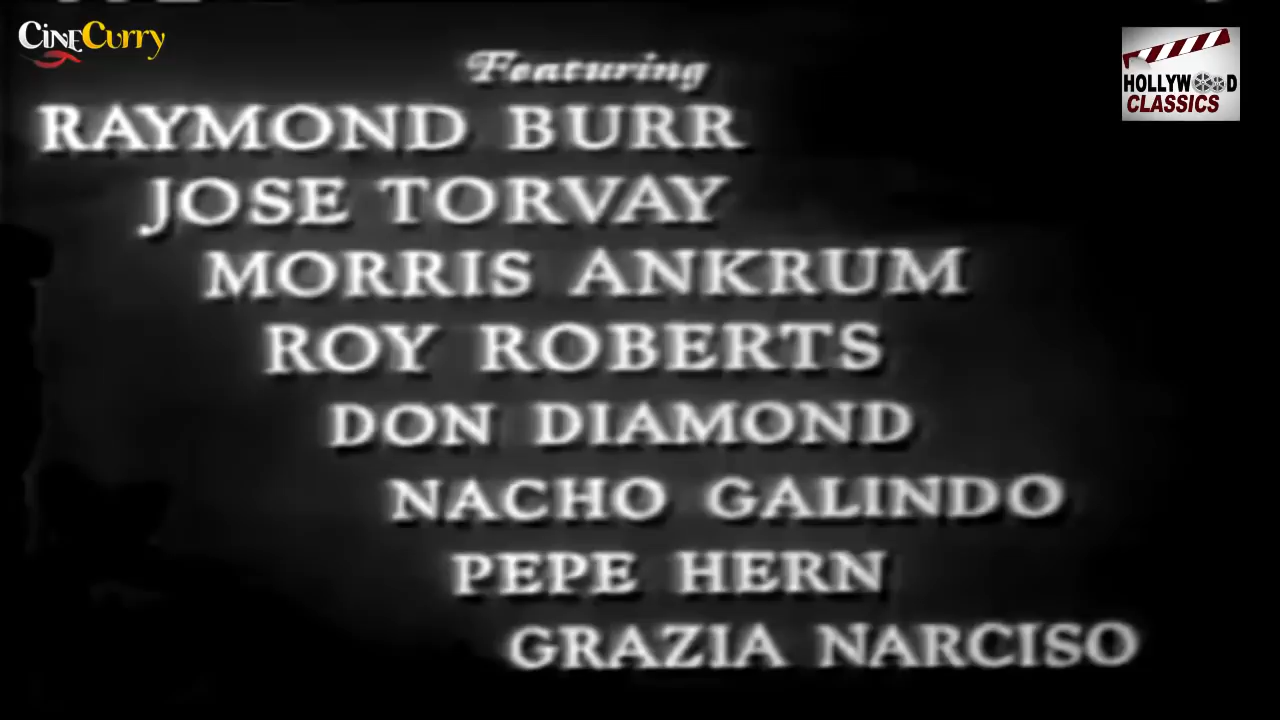 CINECURRY
HOLLYWOOD
CLASSICS
Featuring
RAYMOND BURR
JOSE TORVAY
MORRIS ANKRUM
ROY ROBERTS
DON DIAMOND
NACHO GALINDO
PEPE HERN
GRAZIA NARCISO